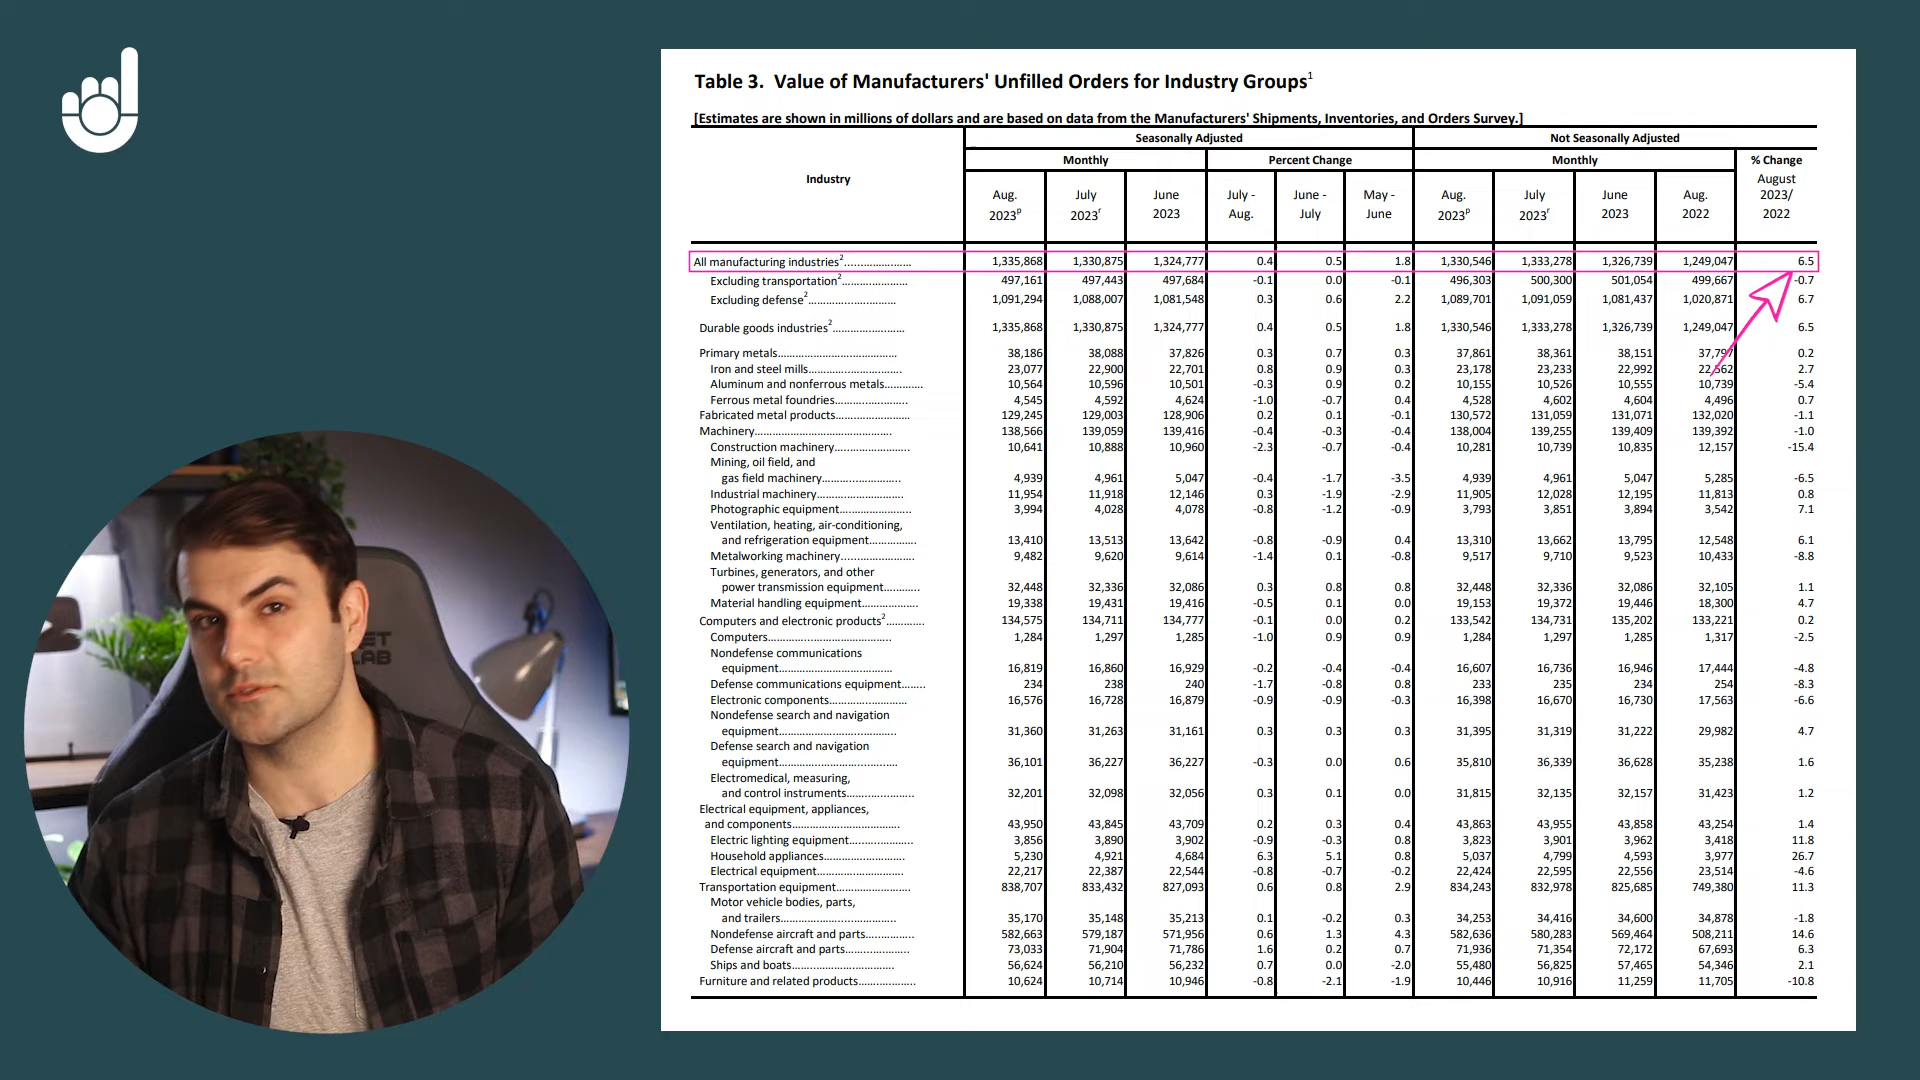 Table 3.  Value of Manufacturers' Unfilled Orders for Industry Groups1
[Estimates are shown in millions of dollars and are based on data from the Manufacturers' Shipments, Inventories, and Orders Survey.]
Industry Seasonally Adjusted Not Seasonally Adjusted
Monthly Percent Change Monthly % Change
Aug. 2023p July 2023r June 2023 July - Aug. June - July May - June Aug. 2023p July 2023r June 2023 Aug. 2022 August 2023/ 2022
All manufacturing industries2 1,335,868 1,330,875 1,324,777 0.4 0.5 1.8 1,330,546 1,333,278 1,326,739 1,249,047 6.5
Excluding transportation2 497,161 497,443 497,684 -0.1 0.0 -0.1 496,303 500,300 501,054 499,667 -0.7
Excluding defense2 1,091,294 1,088,007 1,081,548 0.3 0.6 2.2 1,089,701 1,091,059 1,081,437 1,020,871 6.7
Durable goods industries2 1,335,868 1,330,875 1,324,777 0.4 0.5 1.8 1,330,546 1,333,278 1,326,739 1,249,047 6.5
Primary metals 38,186 38,088 37,826 0.3 0.7 0.3 37,861 38,361 38,151 37,797 0.2
Iron and steel mills 23,077 22,900 22,701 0.8 0.9 0.3 23,178 23,233 22,992 22,562 2.7
Aluminum and nonferrous metals 10,564 10,596 10,501 -0.3 0.9 0.2 10,155 10,526 10,555 10,739 -5.4
Ferrous metal foundries 4,545 4,592 4,624 -1.0 -0.7 0.4 4,528 4,602 4,604 4,496 0.7
Fabricated metal products 129,245 129,003 128,906 0.2 0.1 -0.1 130,572 131,059 131,071 132,020 -1.1
Machinery 138,566 139,059 139,416 -0.4 -0.3 -0.4 138,004 139,255 139,409 139,392 -1.0
Construction machinery 10,641 10,888 10,960 -2.3 -0.7 -0.4 10,281 10,739 10,835 12,157 -15.4
Mining, oil field, and
gas field machinery 4,939 4,961 5,047 -0.4 -1.7 -3.5 4,939 4,961 5,047 5,285 -6.5
Industrial machinery 11,954 11,918 12,146 0.3 -1.9 -2.9 11,905 12,028 12,195 11,813 0.8
Photographic equipment 3,994 4,028 4,078 -0.8 -1.2 -0.9 3,793 3,851 3,894 3,542 7.1
Ventilation, heating, air-conditioning,
and refrigeration equipment 13,410 13,513 13,642 -0.8 -0.9 0.4 13,310 13,662 13,795 12,548 6.1
Metalworking machinery 9,482 9,620 9,614 -1.4 0.1 -0.8 9,517 9,710 9,523 10,433 -8.8
Turbines, generators, and other
power transmission equipment 32,448 32,336 32,086 0.3 0.8 0.8 32,448 32,336 32,086 32,105 1.1
Material handling equipment 19,338 19,431 19,416 -0.5 0.1 0.0 19,153 19,372 19,446 18,300 4.7
Computers and electronic products2 134,575 134,711 134,777 -0.1 0.0 0.2 133,542 134,731 135,202 133,221 0.2
Computers 1,284 1,297 1,285 -1.0 0.9 0.9 1,284 1,297 1,285 1,317 -2.5
Nondefense communications
equipment 16,819 16,860 16,929 -0.2 -0.4 -0.4 16,607 16,736 16,946 17,444 -4.8
Defense communications equipment 234 238 240 -1.7 -0.8 0.8 233 235 234 254 -8.3
Electronic components 16,576 16,728 16,879 -0.9 -0.9 -0.3 16,398 16,670 16,730 17,563 -6.6
Nondefense search and navigation
equipment 31,360 31,263 31,161 0.3 0.3 0.3 31,395 31,319 31,222 29,982 4.7
Defense search and navigation
equipment 36,101 36,227 36,227 -0.3 0.0 0.6 35,810 36,339 36,628 35,238 1.6
Electromedical, measuring,
and control instruments 32,201 32,098 32,056 0.3 0.1 0.0 31,815 32,135 32,157 31,423 1.2
Electrical equipment, appliances,
and components 43,950 43,845 43,709 0.2 0.3 0.4 43,863 43,955 43,858 43,254 1.4
Electric lighting equipment 3,856 3,890 3,902 -0.9 -0.3 0.8 3,823 3,901 3,962 3,418 11.8
Household appliances 5,230 4,921 4,684 6.3 5.1 0.8 5,037 4,799 4,593 3,977 26.7
Electrical equipment 22,217 22,387 22,544 -0.8 -0.7 -0.2 22,424 22,595 22,556 23,514 -4.6
Transportation equipment 838,707 833,432 827,093 0.6 0.8 2.9 834,243 832,978 825,685 749,380 11.3
Motor vehicle bodies, parts,
and trailers 35,170 35,148 35,213 0.1 -0.2 0.3 34,253 34,416 34,600 34,878 -1.8
Nondefense aircraft and parts 582,663 579,187 571,956 0.6 1.3 4.3 582,636 580,283 569,464 508,211 14.6
Defense aircraft and parts 73,033 71,904 71,786 1.6 0.2 0.7 71,936 71,354 72,172 67,693 6.3
Ships and boats 56,624 56,210 56,232 0.7 0.0 -2.0 55,480 56,825 57,465 54,346 2.1
Furniture and related products 10,624 10,714 10,946 -0.8 -2.1 -1.9 10,446 10,916 11,259 11,705 -10.8
LAB